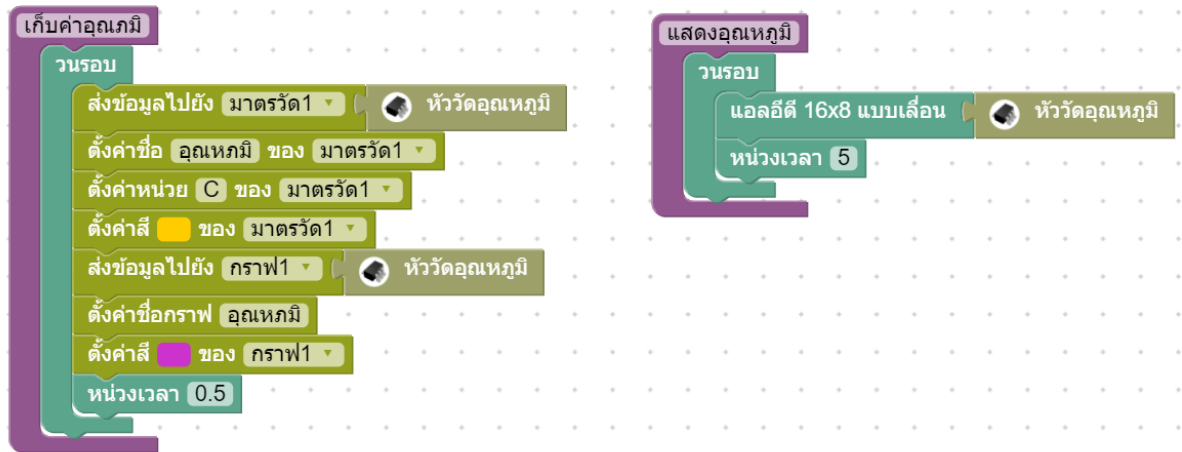 เก็บค่าอุณภมิ
วนรอบ
ส่งข้อมูลไปยัง มาตรวัด1 หัววัดอุณหภูมิ
ตั้งค่าชื่อ อุณหภมิ ของ มาตรวัด1
ตั้งค่าหน่วย C ของ มาตรวัด1
ตั้งค่าสี ของ มาตรวัด1
ส่งข้อมูลไปยัง กราฟ1 หัววัดอุณหภูมิ
ตั้งค่าชื่อกราฟ อุณหภมิ
ตั้งค่าสี ของ กราฟ1
หน่วงเวลา 0.5
แสดงอุณหภูมิ
วนรอบ
แอลอีดี 16x8 แบบเลื่อน หัววัดอุณหภูมิ
หน่วงเวลา 5